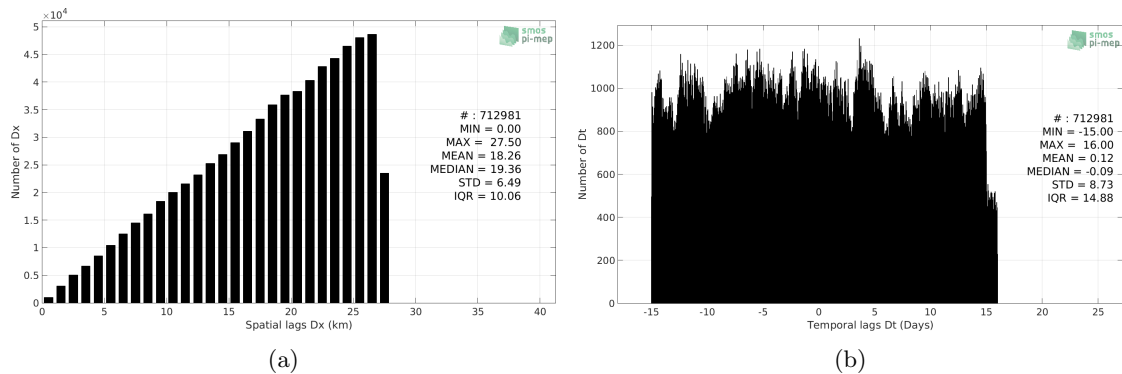 ×10⁴
5
4.5
4
3.5
3
2.5
2
1.5
1
0.5
0
Number of Dx
0 5 10 15 20 25 30 35 40
Spatial lags Dx (km)
smos
pi-mep
# : 712981
MIN = 0.00
MAX = 27.50
MEAN = 18.26
MEDIAN = 19.36
STD = 6.49
IQR = 10.06
(a)
1200
1000
800
600
400
200
0
Number of Dt
-15 -10 -5 0 5 10 15 20 25
Temporal lags Dt (Days)
smos
pi-mep
# : 712981
MIN = -15.00
MAX = 16.00
MEAN = 0.12
MEDIAN = -0.09
STD = 8.73
IQR = 14.88
(b)